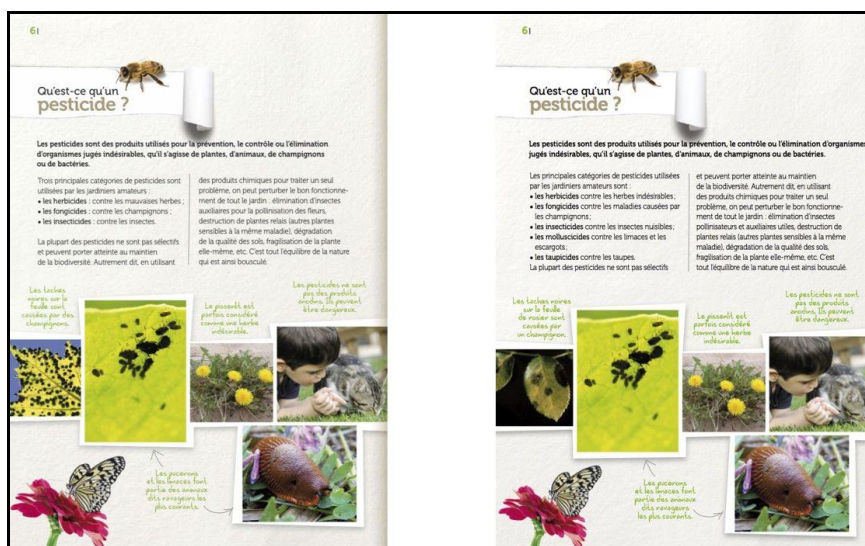 6|
Qu'est-ce qu'un
pesticide ?
Les pesticides sont des produits utilisés pour la prévention, le contrôle ou l'élimination
d'organismes jugés indésirables, qu'il s'agisse de plantes, d'animaux, de champignons
ou de bactéries.
Trois principales catégories de pesticides sont
utilisées par les jardiniers amateurs :
• les herbicides : contre les mauvaises herbes ;
• les fongicides : contre les champignons ;
• les insecticides : contre les insectes.
La plupart des pesticides ne sont pas sélectifs
et peuvent porter atteinte au maintien
de la biodiversité. Autrement dit, en utilisant
des produits chimiques pour traiter un seul
problème, on peut perturber le bon fonctionne-
ment de tout le jardin : élimination d'insectes
auxiliaires pour la pollinisation des fleurs,
destruction de plantes relais (autres plantes
sensibles à la même maladie), dégradation
de la qualité des sols, fragilisation de la plante
elle-même, etc. C'est tout l'équilibre de la nature
qui est ainsi bousculé.
Les taches
noires sur la
feuille sont
causées par des
champignons.
Le pissenlit est
parfois considéré
comme une herbe
indésirable.
Les pesticides ne sont
pas des produits
anodins. Ils peuvent
être dangereux.
Les pucerons
et les limaces font
partie des animaux
dits ravageurs les
plus courants.
6|
Qu'est-ce qu'un
pesticide ?
Les pesticides sont des produits utilisés pour la prévention, le contrôle ou l'élimination d'organismes
jugés indésirables, qu'il s'agisse de plantes, d'animaux, de champignons ou de bactéries.
Les principales catégories de pesticides utilisées
par les jardiniers amateurs sont :
• les herbicides contre les herbes indésirables ;
• les fongicides contre les maladies causées par
les champignons ;
• les insecticides contre les insectes nuisibles ;
• les molluscicides contre les limaces et les
escargots ;
• les taupicides contre les taupes.
La plupart des pesticides ne sont pas sélectifs
et peuvent porter atteinte au maintien
de la biodiversité. Autrement dit, en utilisant
des produits chimiques pour traiter un seul
problème, on peut perturber le bon fonctionne-
ment de tout le jardin : élimination d'insectes
pollinisateurs et auxiliaires utiles, destruction de
plantes relais (autres plantes sensibles à la même
maladie), dégradation de la qualité des sols,
fragilisation de la plante elle-même, etc. C'est
tout l'équilibre de la nature qui est ainsi bousculé.
Les taches noires
sur la feuille
de rosier sont
causées par
un champignon.
Le pissenlit est
parfois considéré
comme une herbe
indésirable.
Les pesticides ne sont
pas des produits
anodins. Ils peuvent
être dangereux.
Les pucerons
et les limaces font
partie des animaux
dits ravageurs
les plus courants.